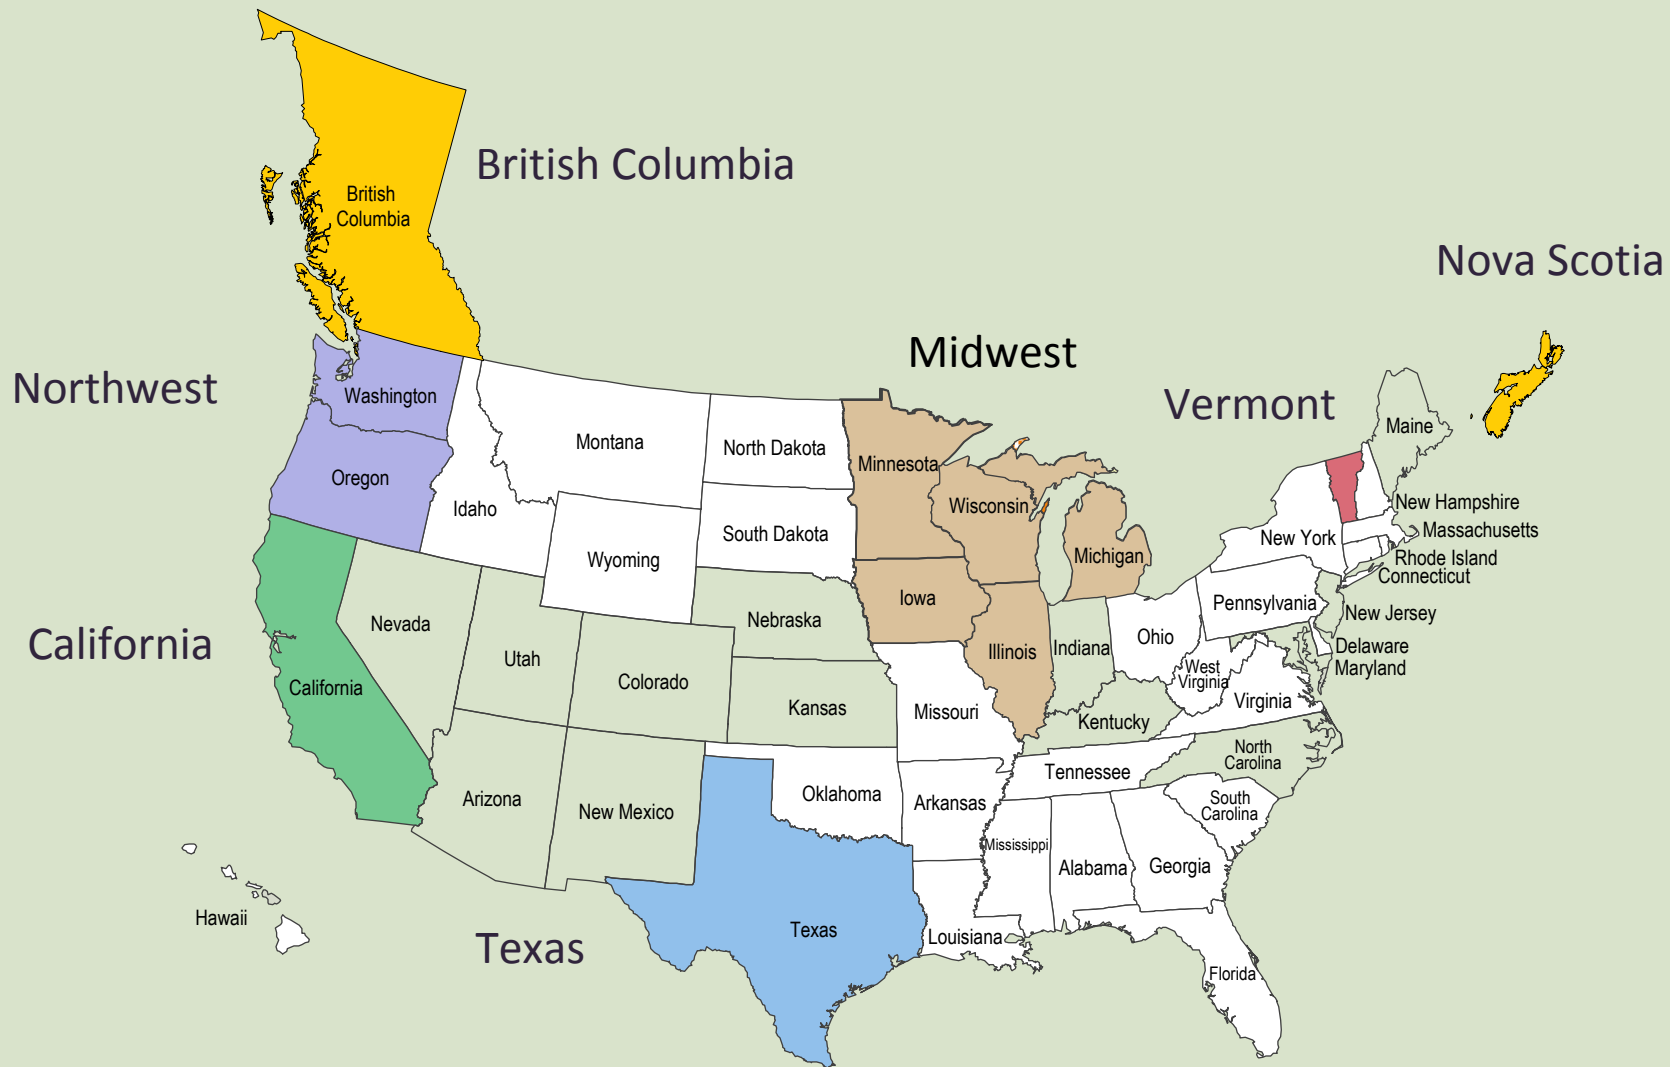 British Columbia
British
Columbia
Nova Scotia
Midwest
Northwest
Vermont
Washington
Maine
Montana
North Dakota
Minnesota
Oregon
Idaho
Wisconsin
New Hampshire
South Dakota
Massachusetts
New York
Wyoming
Michigan
Rhode Island
Connecticut
Iowa
Pennsylvania
Nebraska
New Jersey
Nevada
Ohio
California
Indiana
Illinois
Delaware
Utah
West
Virginia
Maryland
California
Colorado
Virginia
Kansas
Missouri
Kentucky
North
Carolina
Tennessee
Arizona
Oklahoma
Arkansas
South
Carolina
New Mexico
Mississippi
Alabama
Georgia
Hawaii
Texas
Texas
Louisiana
Florida